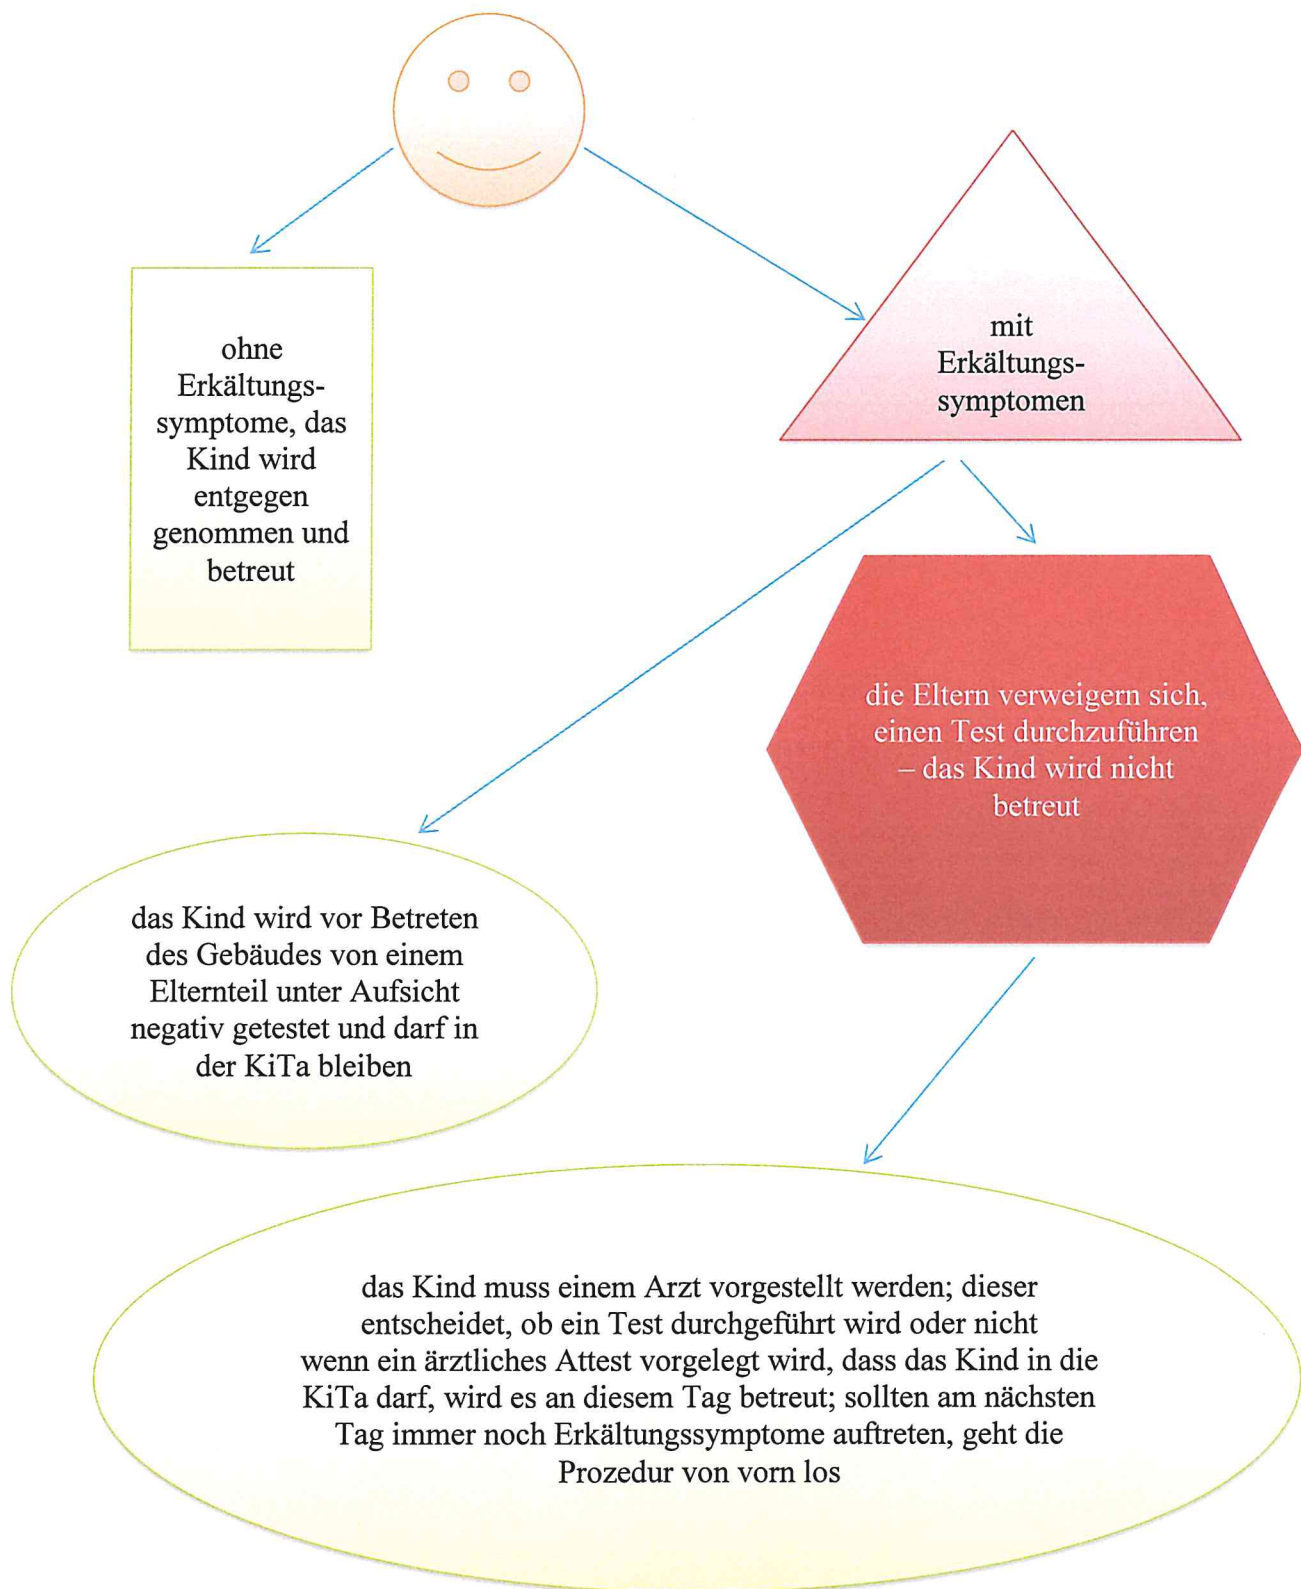 ohne
Erkältungs-
symptome, das
Kind wird
entgegen
genommen und
betreut
mit
Erkältungs-
symptomen
die Eltern verweigern sich,
einen Test durchzuführen
– das Kind wird nicht
betreut
das Kind wird vor Betreten
des Gebäudes von einem
Elternteil unter Aufsicht
negativ getestet und darf in
der KiTa bleiben
das Kind muss einem Arzt vorgestellt werden; dieser
entscheidet, ob ein Test durchgeführt wird oder nicht
wenn ein ärztliches Attest vorgelegt wird, dass das Kind in die
KiTa darf, wird es an diesem Tag betreut; sollten am nächsten
Tag immer noch Erkältungssymptome auftreten, geht die
Prozedur von vorn los